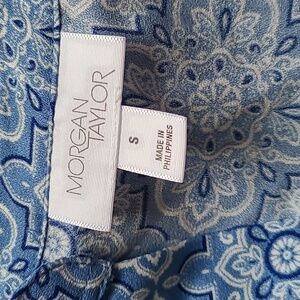 MORGAN
TAYLOR
S
MADE IN
PHILIPPINES